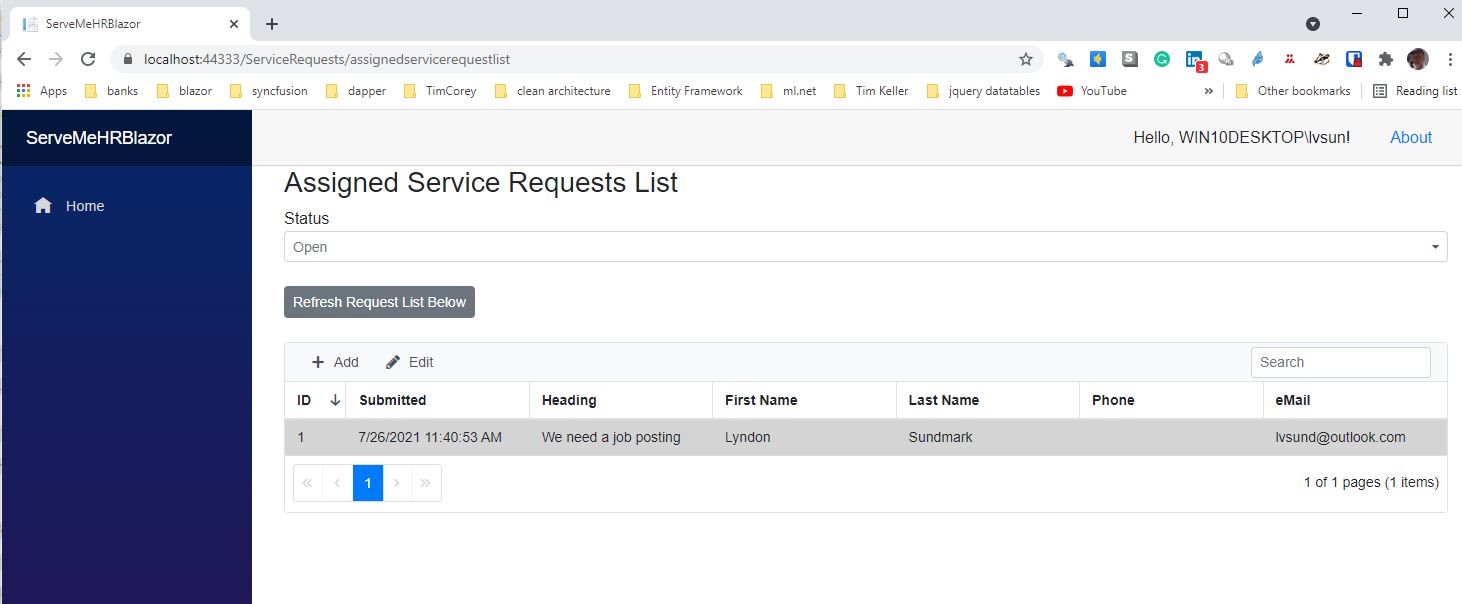 ServeMeHRBlazor
localhost:44333/ServiceRequests/assignedservicerequestlist
3
Apps banks blazor syncfusion dapper TimCorey clean architecture Entity Framework ml.net Tim Keller jquery datatables YouTube » Other bookmarks Reading list
ServeMeHRBlazor
Hello, WIN10DESKTOP\lvsun! About
Home
Assigned Service Requests List
Status
Open
Refresh Request List Below
Add Edit Search
ID Submitted Heading First Name Last Name Phone eMail
1 7/26/2021 11:40:53 AM We need a job posting Lyndon Sundmark lvsund@outlook.com
« ‹ 1 › » 1 of 1 pages (1 items)